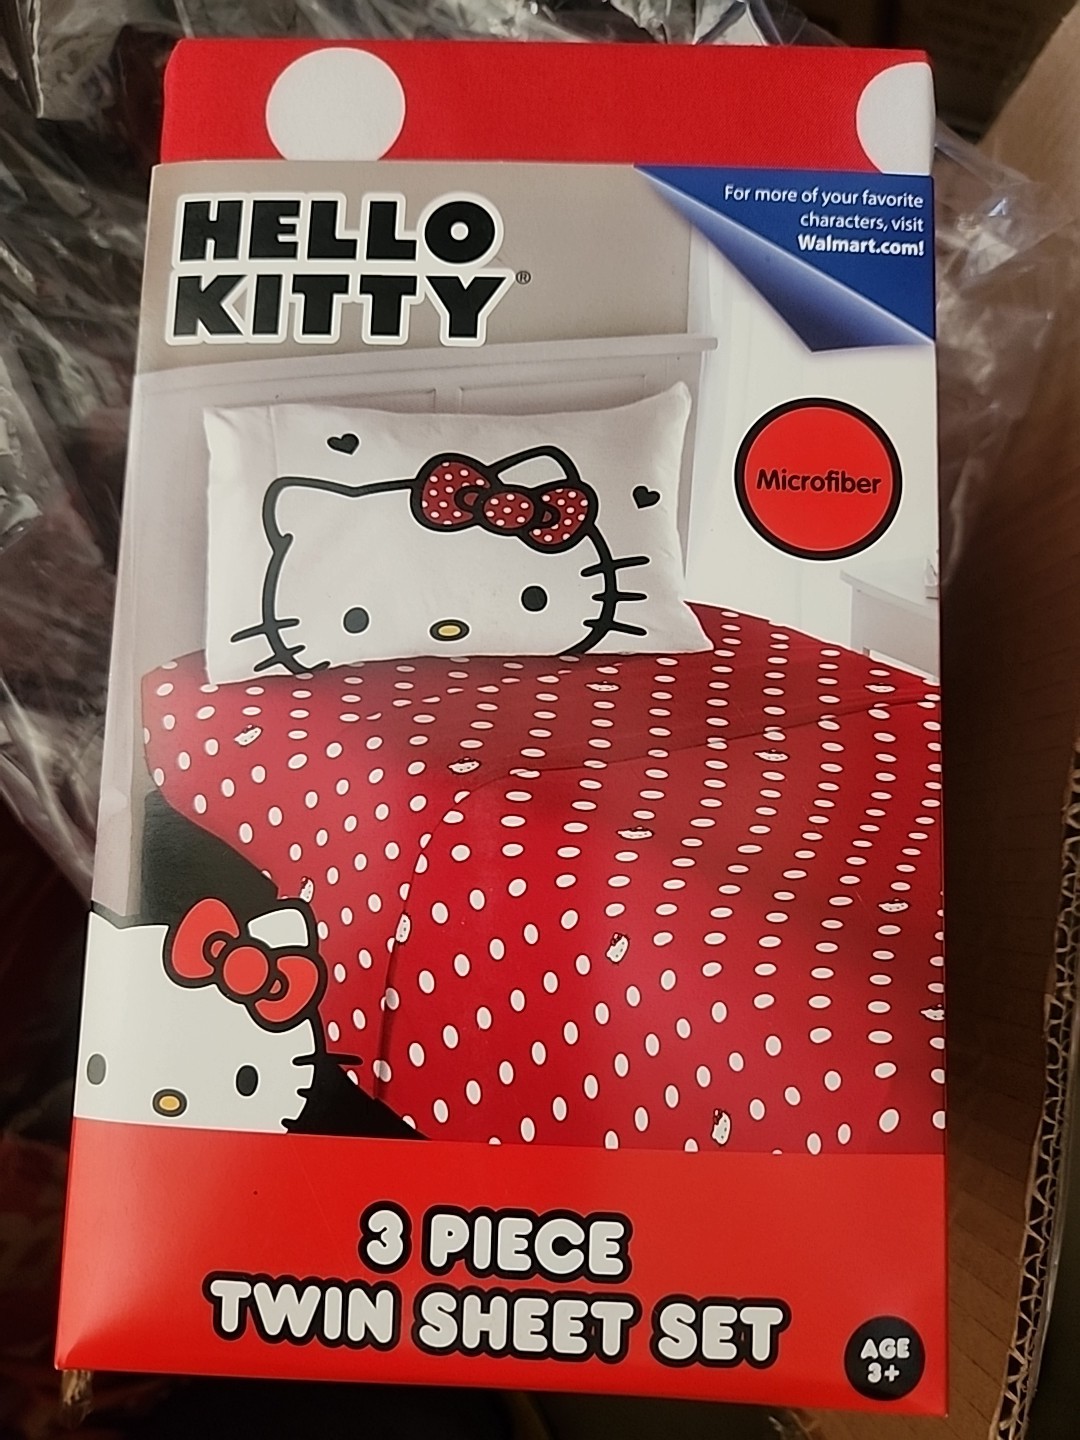 HELLO
KITTY®
For more of your favorite
characters, visit
Walmart.com!
Microfiber
3 PIECE
TWIN SHEET SET
AGE
3+